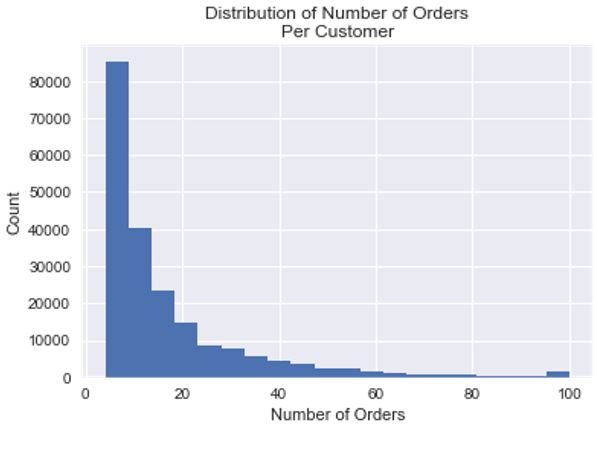 Distribution of Number of Orders
Per Customer
80000
70000
60000
50000
40000
30000
20000
10000
0
Count
0 20 40 60 80 100
Number of Orders